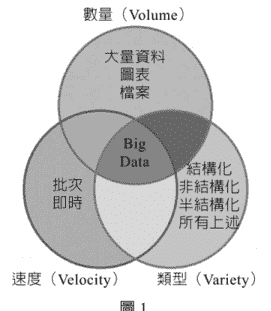 數量（Volume）
大量資料
圖表
檔案
Big
Data
批次
即時
結構化
非結構化
半結構化
所有上述
速度（Velocity）
類型（Variety）
圖 1